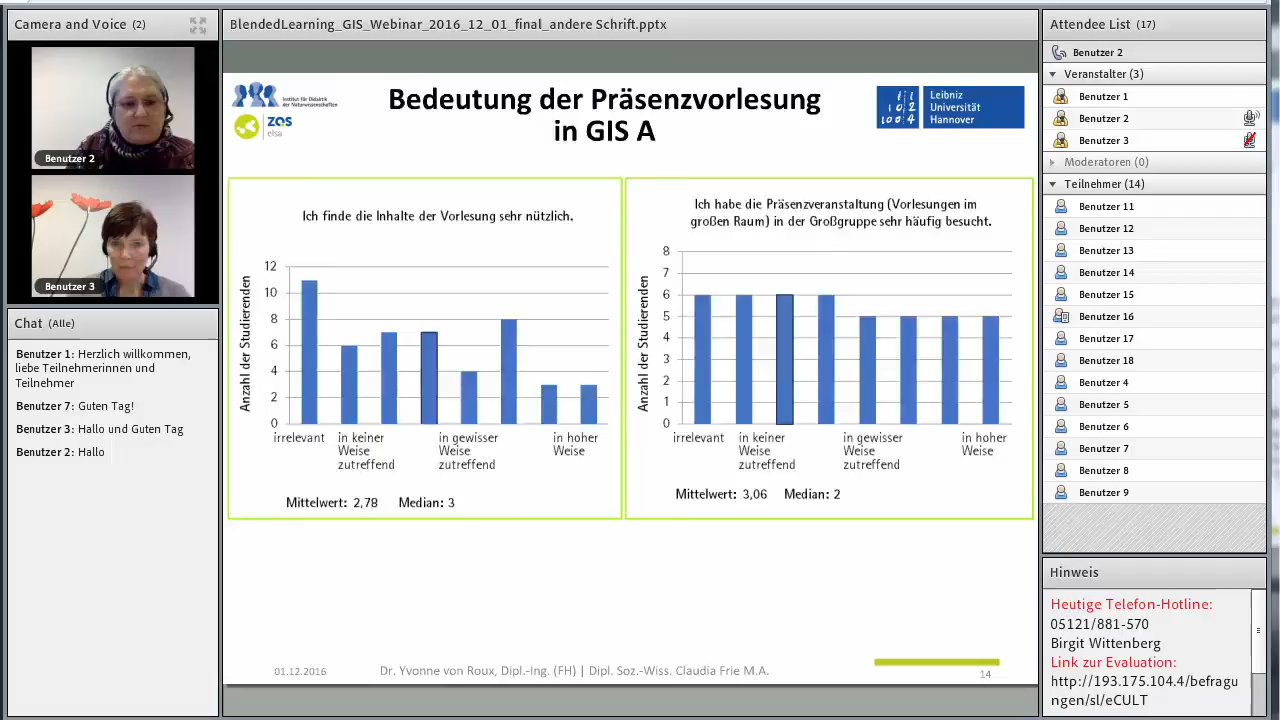 Camera and Voice (2)
Benutzer 2
Benutzer 3
Chat (Alle)
Benutzer 1: Herzlich willkommen,
liebe Teilnehmerinnen und
Teilnehmer
Benutzer 7: Guten Tag!
Benutzer 3: Hallo und Guten Tag
Benutzer 2: Hallo
BlendedLearning_GIS_Webinar_2016_12_01_final_andere Schrift.pptx
Institut für Didaktik
der Naturwissenschaften
ZQS
elsa
Bedeutung der Präsenzvorlesung
in GIS A
Leibniz
Universität
Hannover
Ich finde die Inhalte der Vorlesung sehr nützlich.
Anzahl der Studierenden
12
10
8
6
4
2
0
irrelevant
in keiner
Weise
zutreffend
in gewisser
Weise
zutreffend
in hoher
Weise
Mittelwert: 2,78 Median: 3
Ich habe die Präsenzveranstaltung (Vorlesungen im
großen Raum) in der Großgruppe sehr häufig besucht.
Anzahl der Studierenden
8
7
6
5
4
3
2
1
0
irrelevant
in keiner
Weise
zutreffend
in gewisser
Weise
zutreffend
in hoher
Weise
Mittelwert: 3,06 Median: 2
01.12.2016
Dr. Yvonne von Roux, Dipl.-Ing. (FH) | Dipl. Soz.-Wiss. Claudia Frie M.A.
14
Attendee List (17)
Benutzer 2
Veranstalter (3)
Benutzer 1
Benutzer 2
Benutzer 3
Moderatoren (0)
Teilnehmer (14)
Benutzer 11
Benutzer 12
Benutzer 13
Benutzer 14
Benutzer 15
Benutzer 16
Benutzer 17
Benutzer 18
Benutzer 4
Benutzer 5
Benutzer 6
Benutzer 7
Benutzer 8
Benutzer 9
Hinweis
Heutige Telefon-Hotline:
05121/881-570
Birgit Wittenberg
Link zur Evaluation:
http://193.175.104.4/befragu
ngen/sl/eCULT